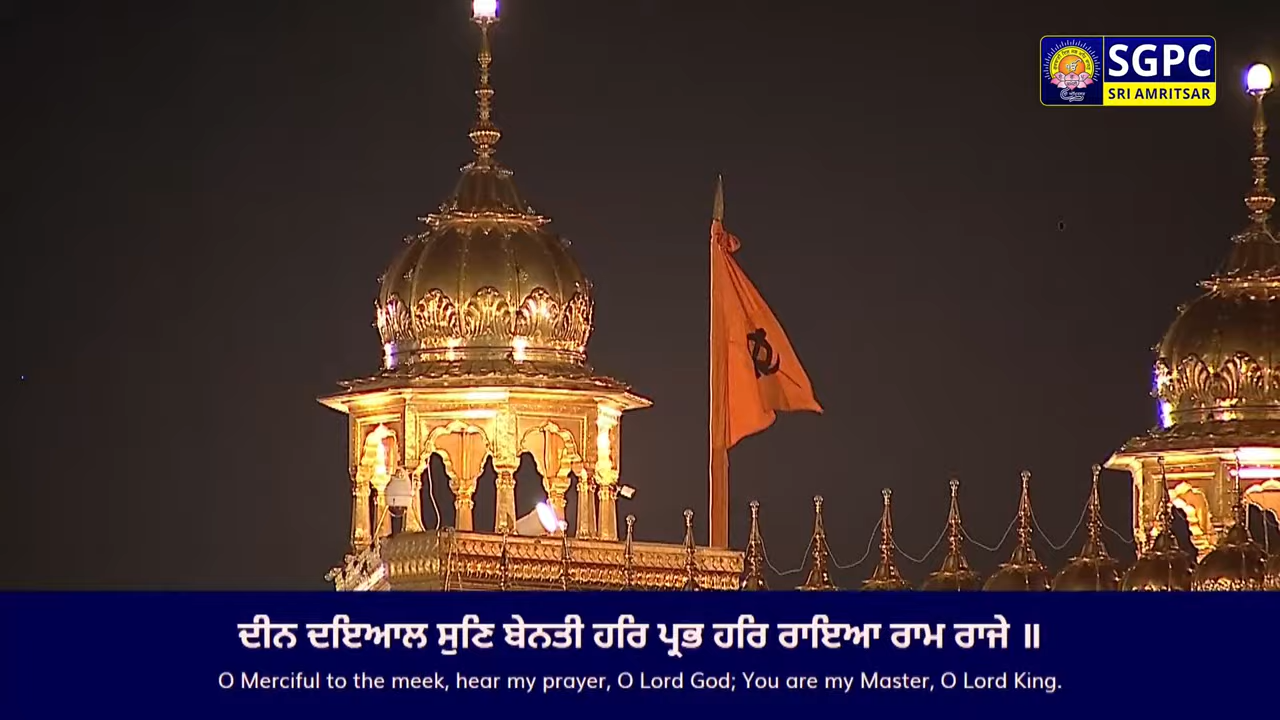 SGPC
SRI AMRITSAR
ਦੀਨ ਦਇਆਲ ਸੁਣਿ ਬੇਨਤੀ ਹਰਿ ਪ੍ਰਭ ਹਰਿ ਰਾਇਆ ਰਾਮ ਰਾਜੇ ॥
O Merciful to the meek, hear my prayer, O Lord God; You are my Master, O Lord King.